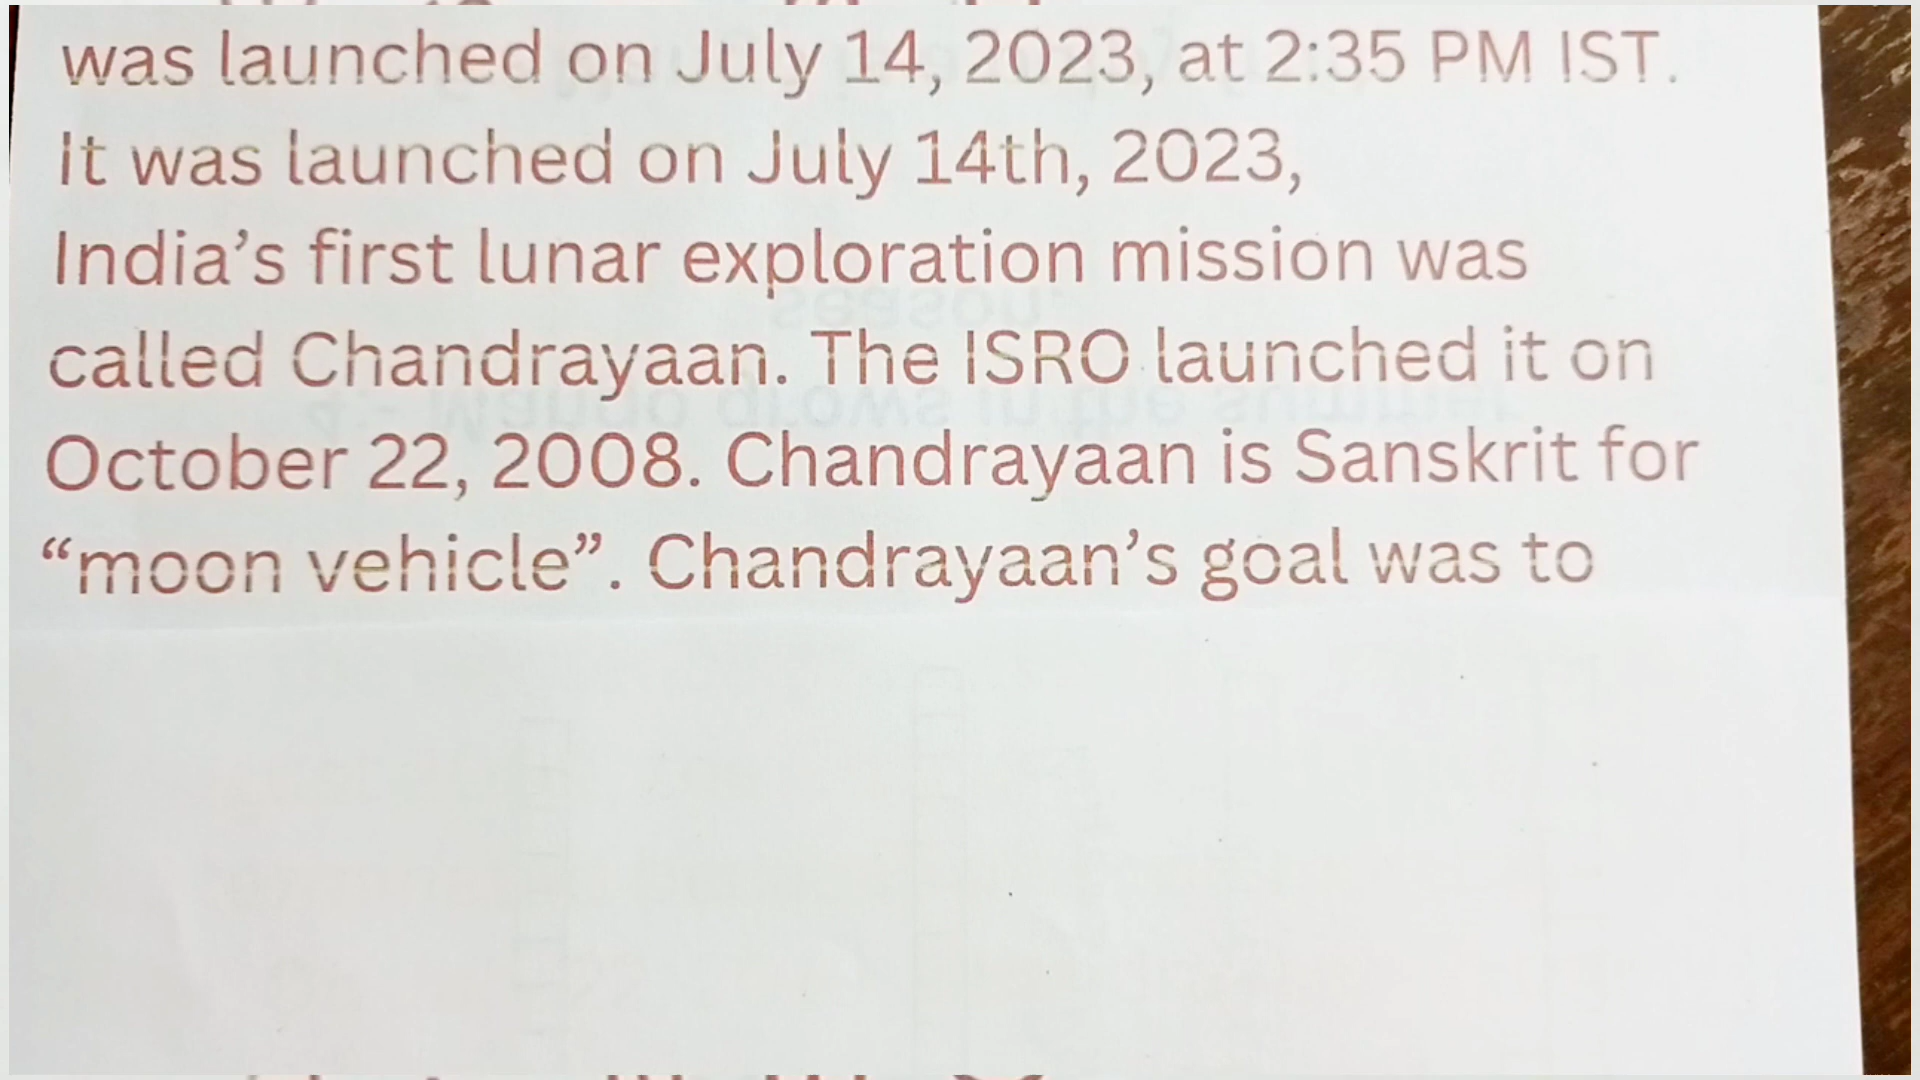 was launched on July 14, 2023, at 2:35 PM IST.
It was launched on July 14th, 2023,
India’s first lunar exploration mission was
called Chandrayaan. The ISRO launched it on
October 22, 2008. Chandrayaan is Sanskrit for
“moon vehicle”. Chandrayaan’s goal was to